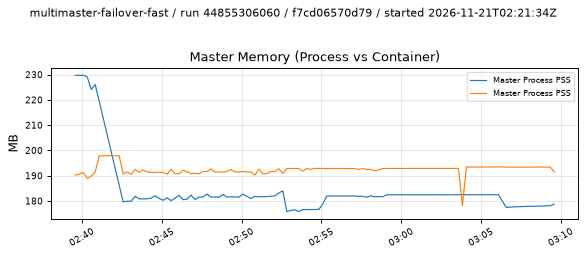 multimaster-failover-fast / run 44855306060 / f7cd06570d79 / started 2026-11-21T02:21:34Z
Master Memory (Process vs Container)
Master Process PSS
Master Process PSS
MB
230
220
210
200
190
180
02:40
02:45
02:50
02:55
03:00
03:05
03:10